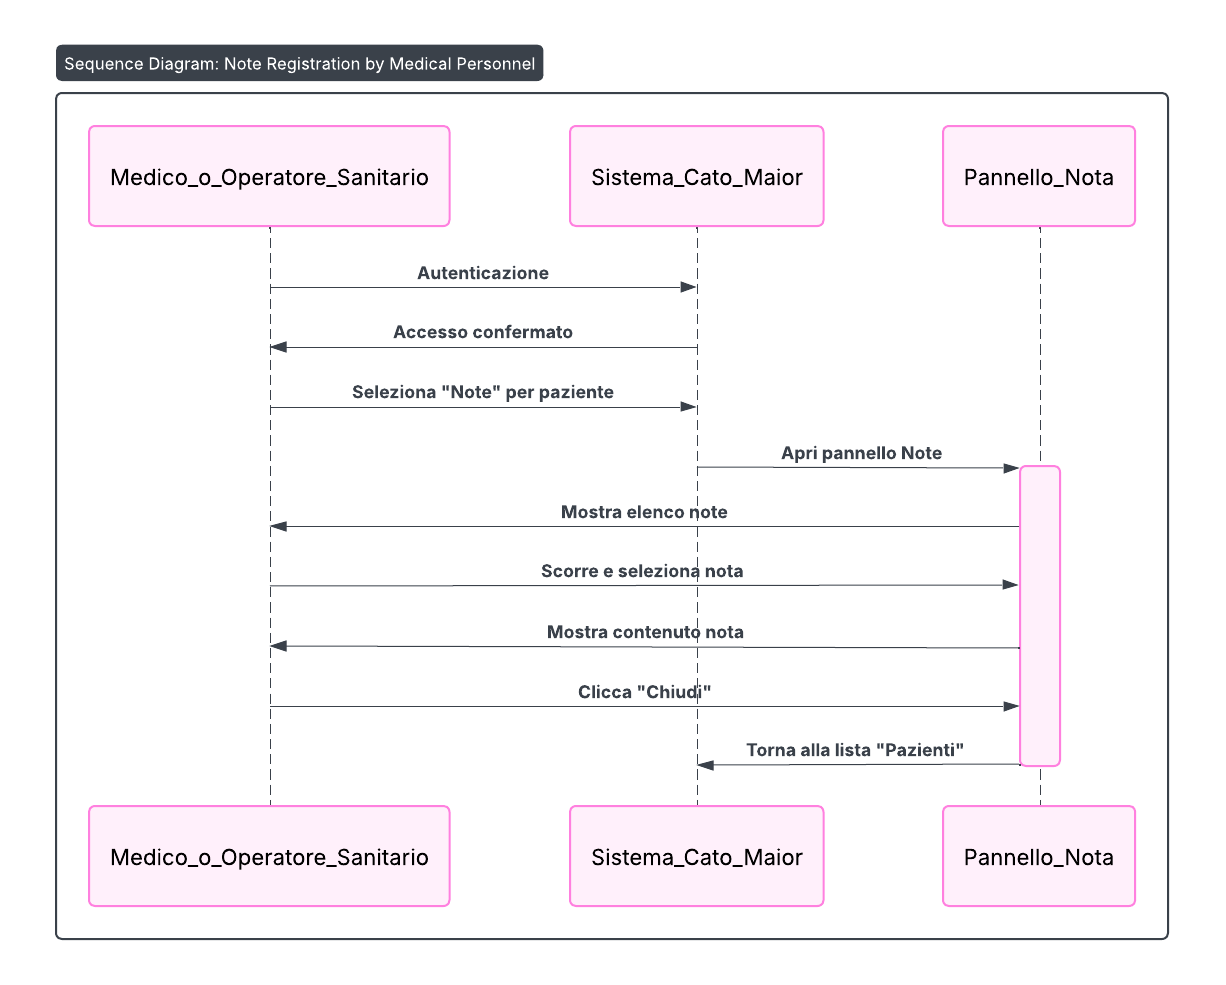 Sequence Diagram: Note Registration by Medical Personnel
Medico_o_Operatore_Sanitario
Sistema_Cato_Maior
Pannello_Nota
Autenticazione
Accesso confermato
Seleziona "Note" per paziente
Apri pannello Note
Mostra elenco note
Scorre e seleziona nota
Mostra contenuto nota
Clicca "Chiudi"
Torna alla lista "Pazienti"
Medico_o_Operatore_Sanitario
Sistema_Cato_Maior
Pannello_Nota